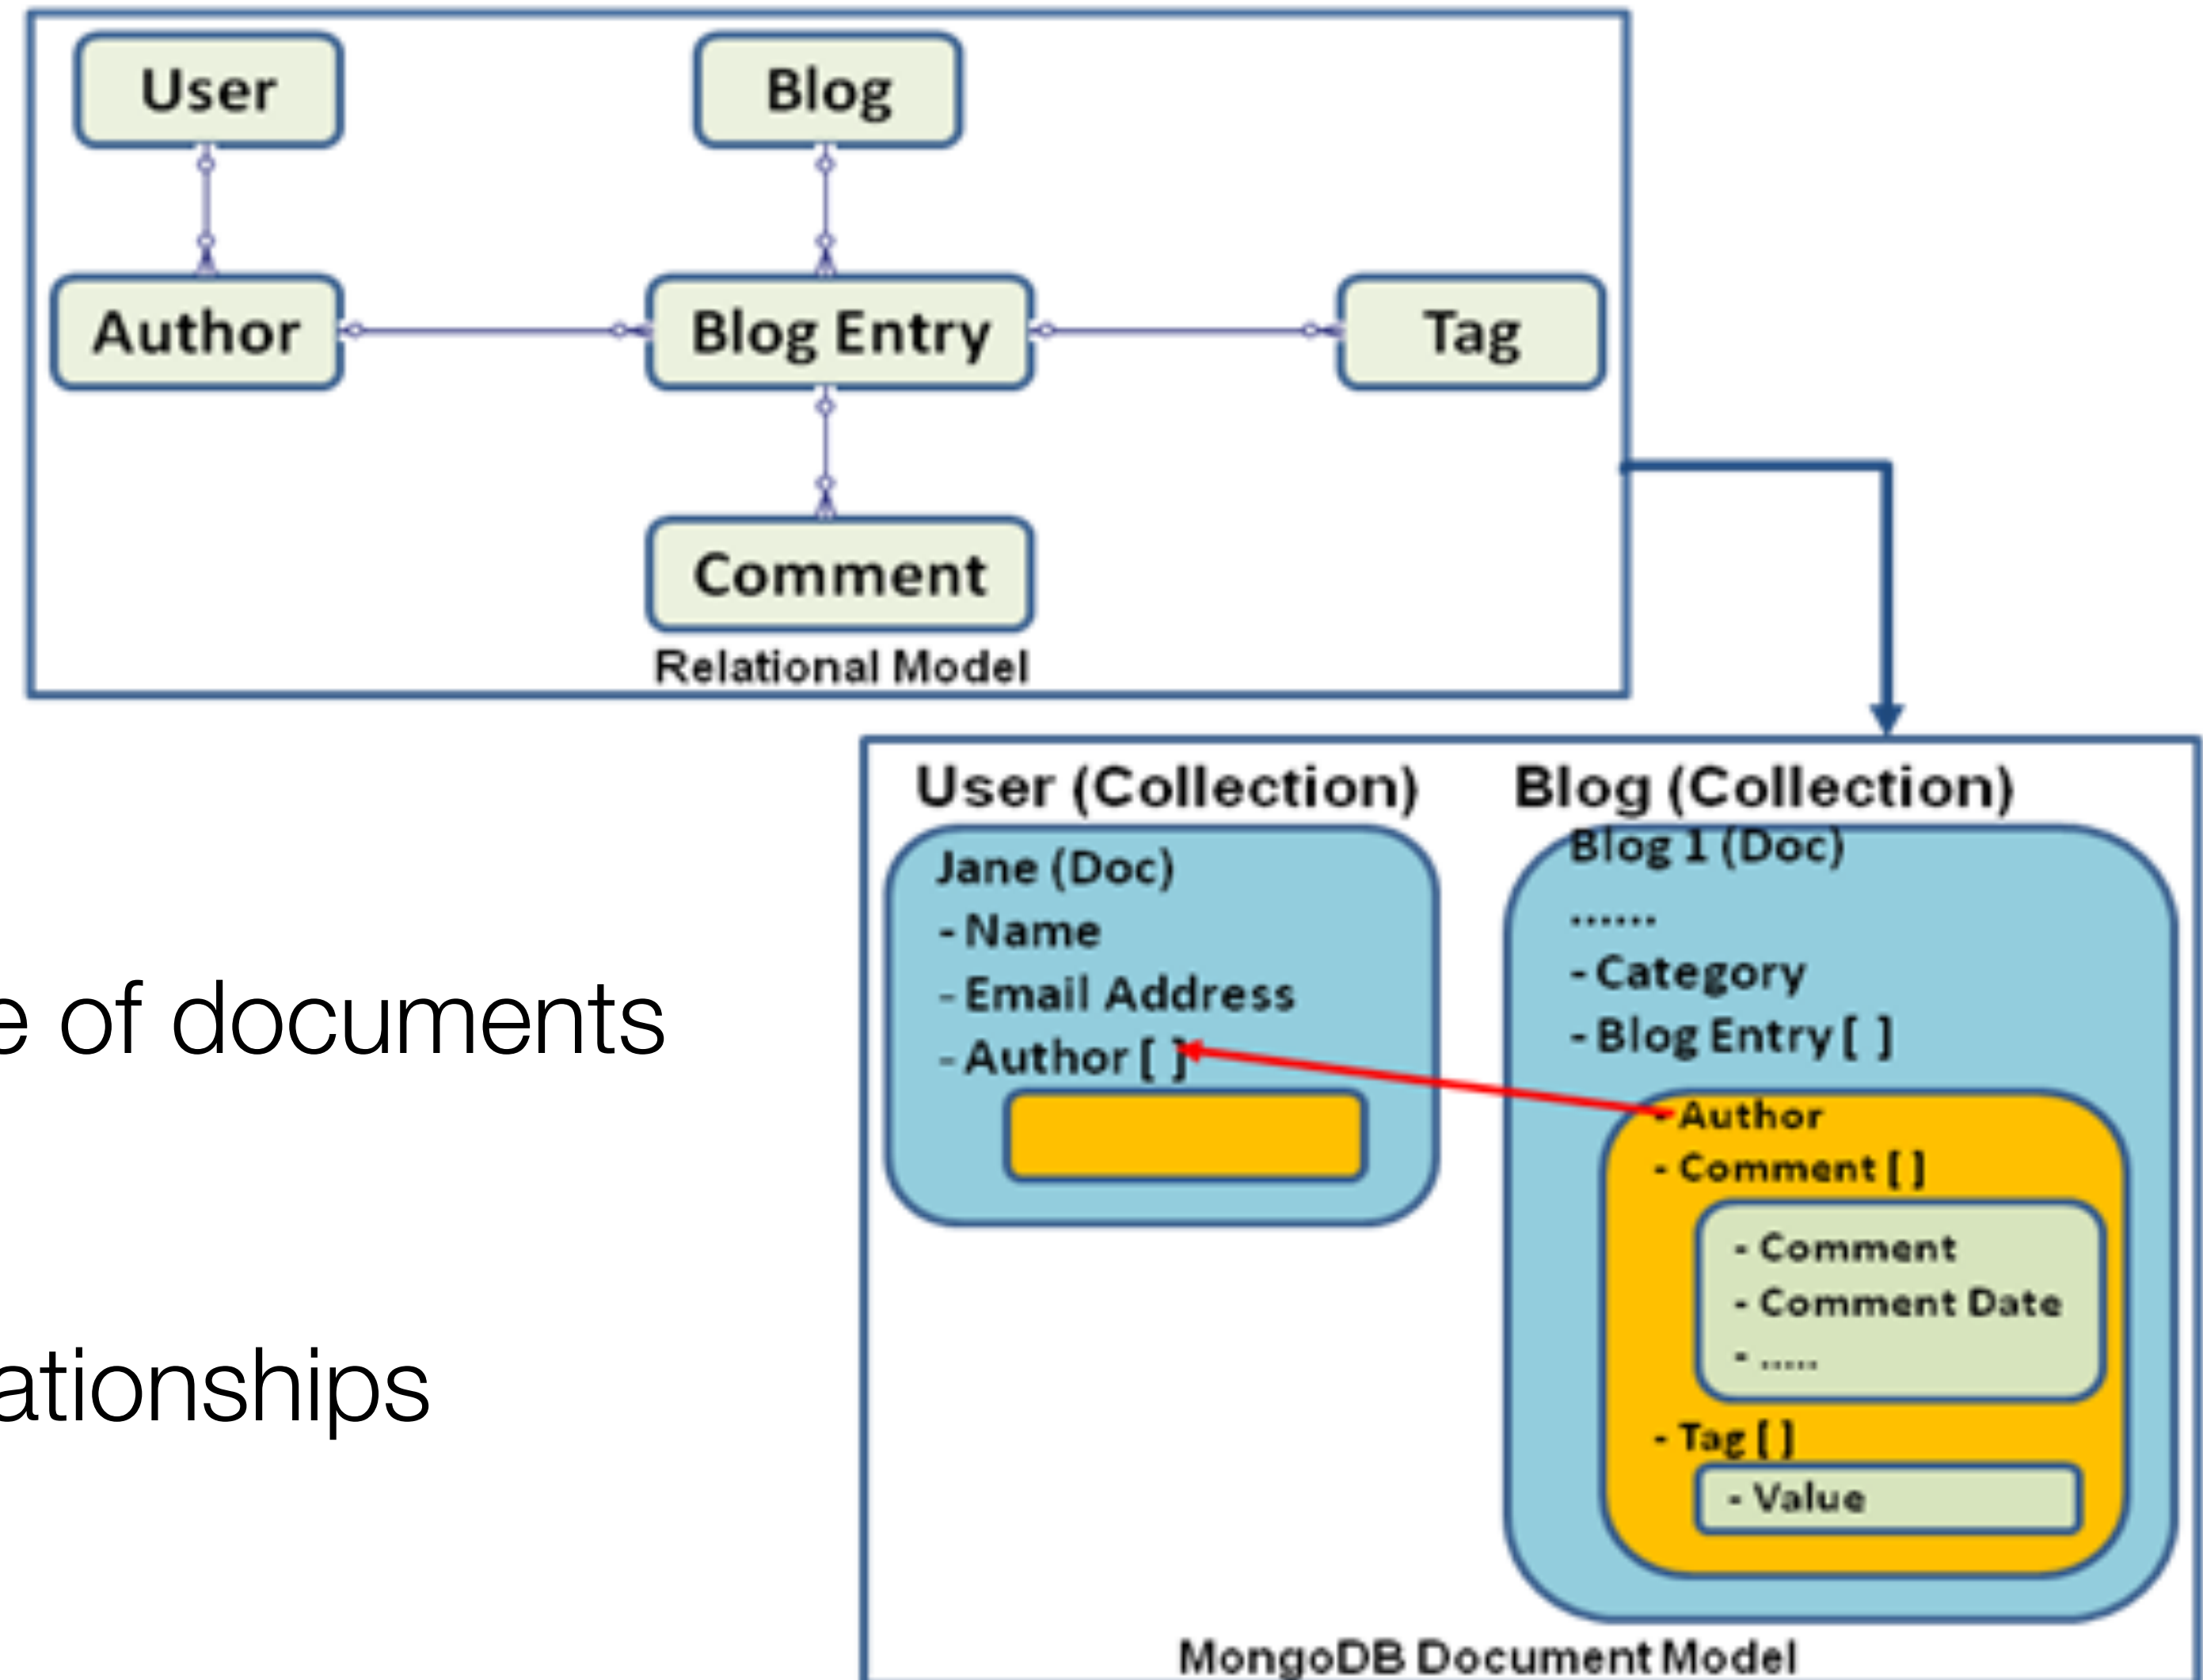 User
Blog
Author
Blog Entry
Tag
Comment
Relational Model
User (Collection)
Blog (Collection)
Jane (Doc)
- Name
- Email Address
- Author [ ]
Blog 1 (Doc)
......
- Category
- Blog Entry [ ]
- Author
- Comment [ ]
- Comment
- Comment Date
- .....
- Tag [ ]
- Value
MongoDB Document Model
of documents